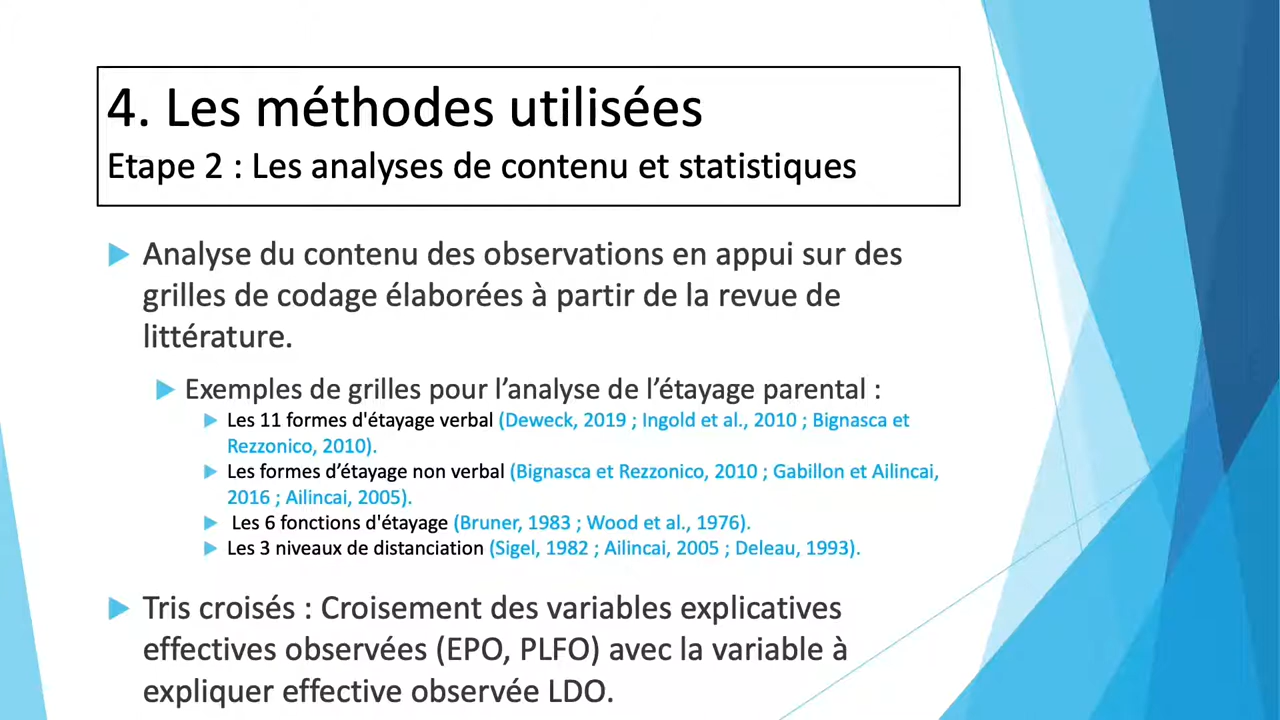 4. Les méthodes utilisées
Etape 2 : Les analyses de contenu et statistiques
Analyse du contenu des observations en appui sur des
grilles de codage élaborées à partir de la revue de
littérature.
Exemples de grilles pour l’analyse de l’étayage parental :
Les 11 formes d'étayage verbal (Deweck, 2019 ; Ingold et al., 2010 ; Bignasca et
Rezzonico, 2010).
Les formes d’étayage non verbal (Bignasca et Rezzonico, 2010 ; Gabillon et Ailincai,
2016 ; Ailincai, 2005).
Les 6 fonctions d'étayage (Bruner, 1983 ; Wood et al., 1976).
Les 3 niveaux de distanciation (Sigel, 1982 ; Ailincai, 2005 ; Deleau, 1993).
Tris croisés : Croisement des variables explicatives
effectives observées (EPO, PLFO) avec la variable à
expliquer effective observée LDO.